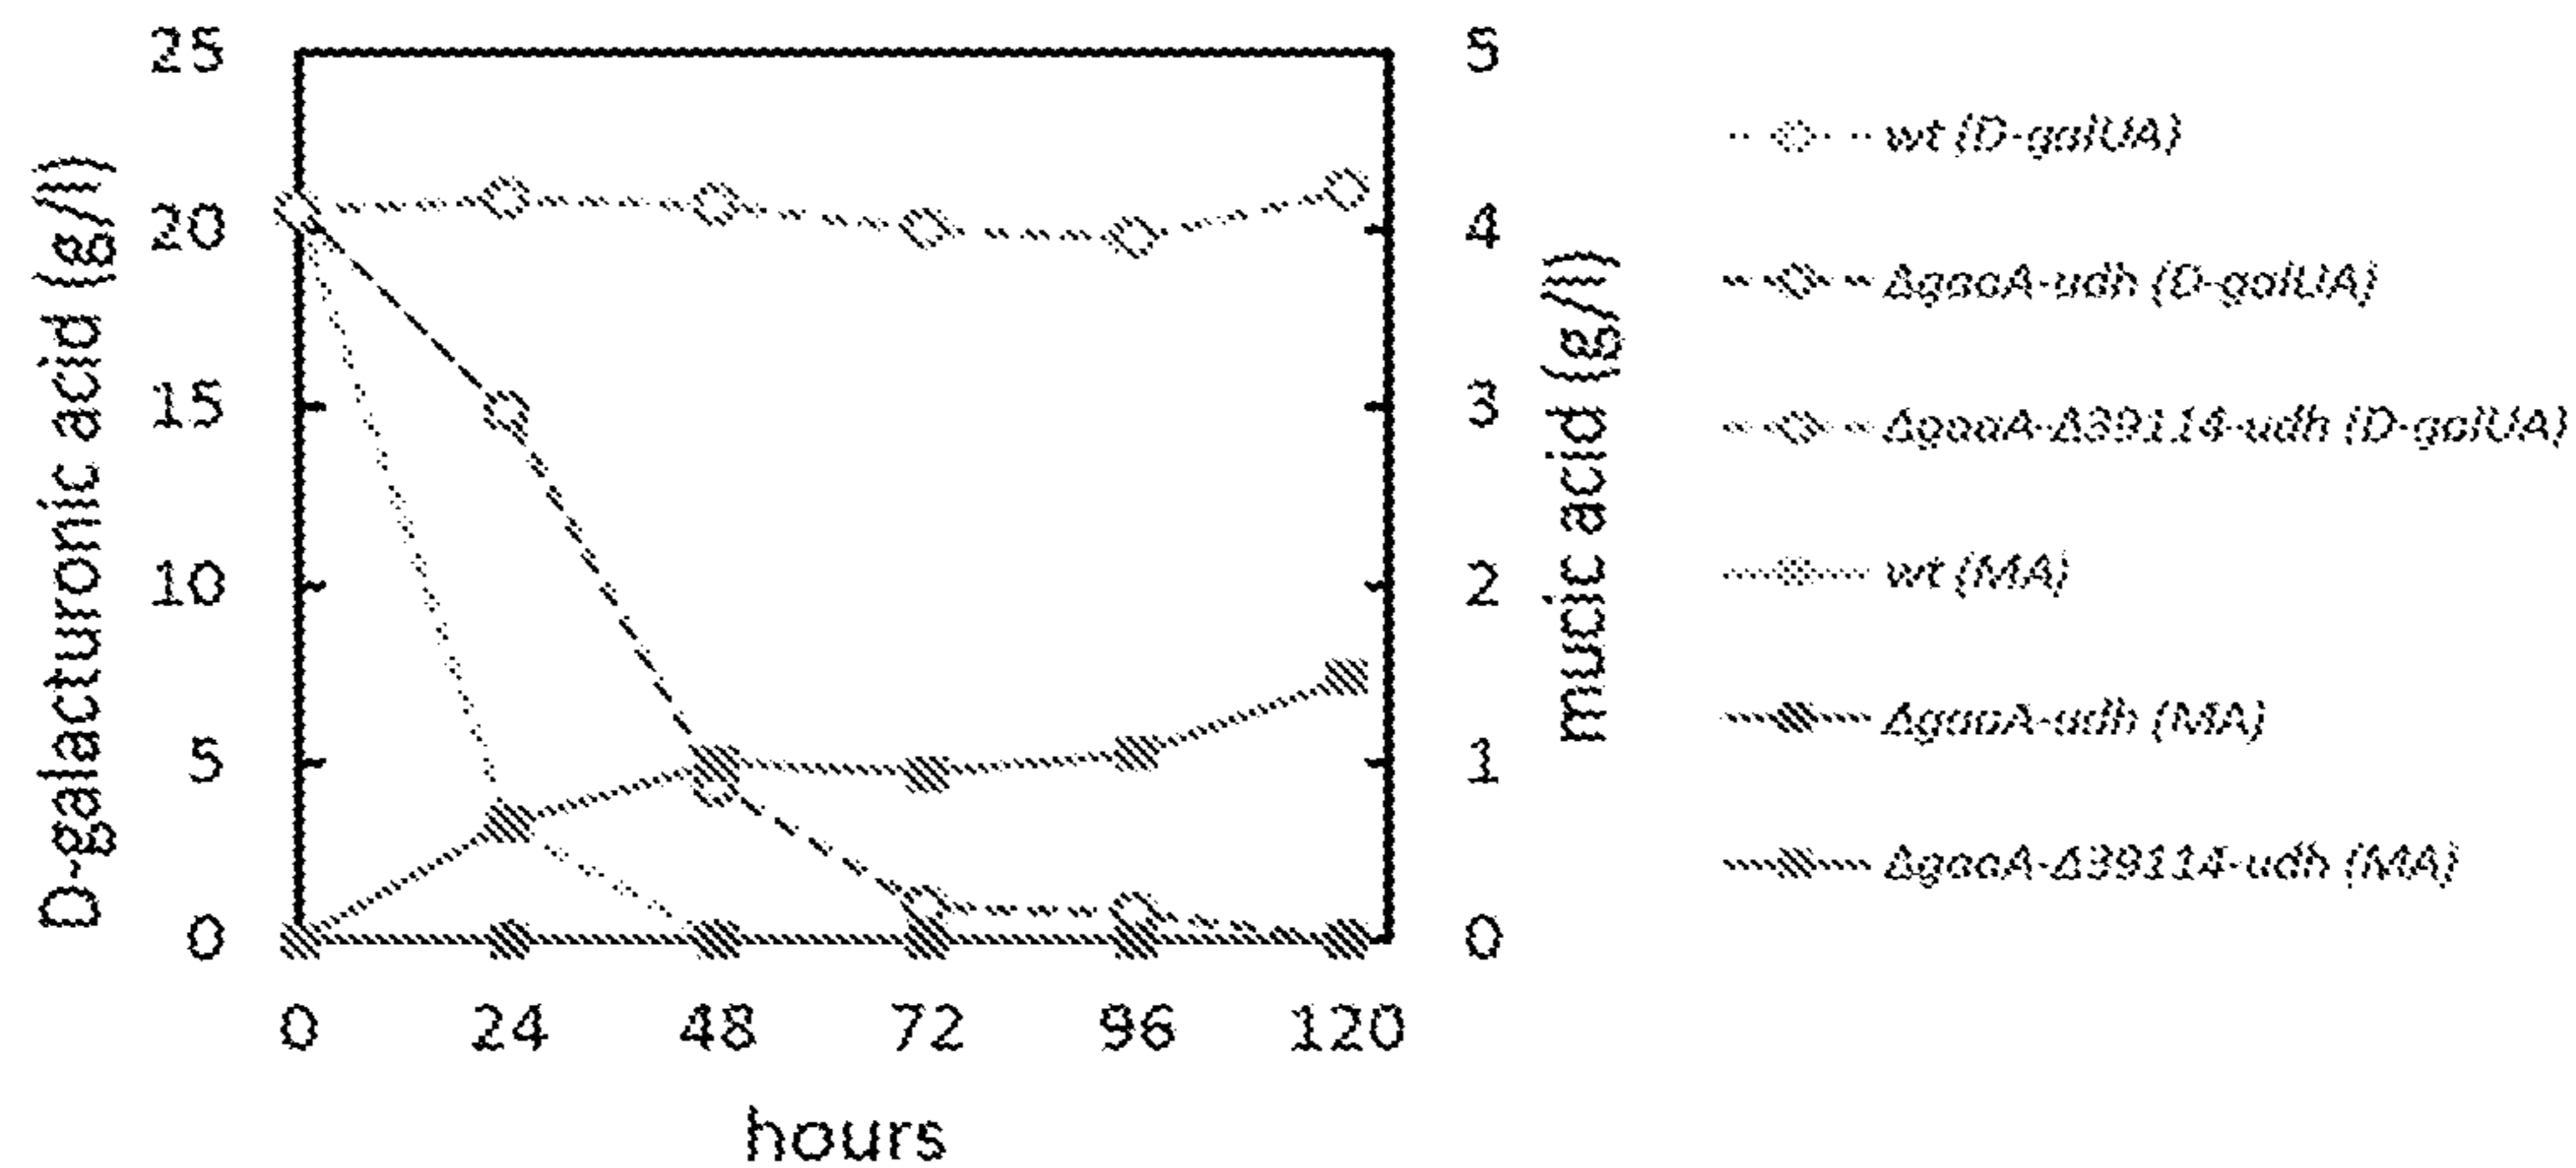 25
20
15
10
5
0
D-galacturonic acid (g/l)
5
4
3
2
1
0
mucic acid (g/l)
0 24 48 72 96 120
hours
wt (D-galUA)
ΔgaaA-udh (D-galUA)
ΔgaaA-Δ39114-udh (D-galUA)
wt (MA)
ΔgaaA-udh (MA)
ΔgaaA-Δ39114-udh (MA)